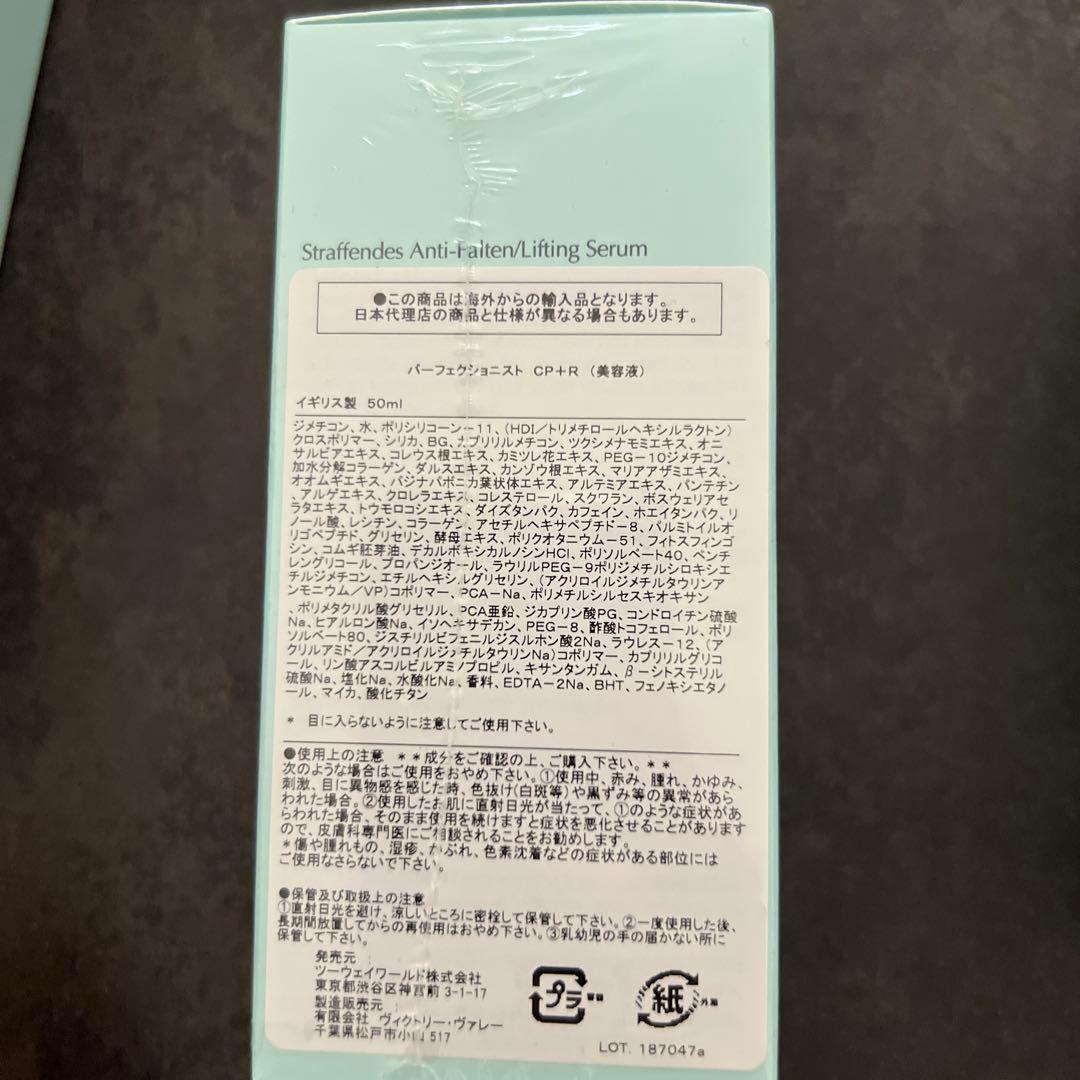 Straffendes Anti-Falten/Lifting Serum
●この商品は海外からの輸入品となります。
日本代理店の商品と仕様が異なる場合もあります。
パーフェクショニスト CP+R （美容液）
イギリス製 50ml
ジメチコン、水、ポリシリコーン-11、（HDI／トリメチロールヘキシルラクトン）
クロスポリマー、シリカ、BG、カプリリルメチコン、ツクシメナモミエキス、オニ
サルビアエキス、コレウス根エキス、カミツレ花エキス、PEG-10ジメチコン、
加水分解コラーゲン、ダルスエキス、カンゾウ根エキス、マリアアザミエキス、
オオムギエキス、パジナパボニカ葉状体エキス、アルテミアエキス、パンテチン
、アルゲエキス、クロレラエキス、コレステロール、スクワラン、ボスウェリアセ
ラタエキス、トウモロコシエキス、ダイズタンパク、カフェイン、ホエイタンパク、リ
ノール酸、レシチン、コラーゲン、アセチルヘキサペプチド-8、パルミトイルオ
リゴペプチド、グリセリン、酵母エキス、ポリクオタニウム-51、フィトスフィンゴ
シン、コムギ胚芽油、デカルボキシカルノシンHCl、ポリソルベート40、ペンチ
レングリコール、プロパンジオール、ラウリルPEG-9ポリジメチルシロキシエ
チルジメチコン、エチルヘキシルグリセリン、（アクリロイルジメチルタウリンア
ンモニウム／VP）コポリマー、PCA-Na、ポリメチルシルセスキオキサン
、ポリメタクリル酸グリセリル、PCA亜鉛、ジカプリン酸PG、コンドロイチン硫酸
Na、ヒアルロン酸Na、イソヘキサデカン、PEG-8、酢酸トコフェロール、ポリ
ソルベート80、ジスチリルビフェニルジスルホン酸2Na、ラウレス-12、（ア
クリルアミド／アクリロイルジメチルタウリンNa）コポリマー、カプリリルグリコ
ール、リン酸アスコルビルアミノプロピル、キサンタンガム、β-シトステリル
硫酸Na、塩化Na、水酸化Na、香料、EDTA-2Na、BHT、フェノキシエタノ
ール、マイカ、酸化チタン
* 目に入らないように注意してご使用下さい。
●使用上の注意 **成分をご確認の上、ご購入下さい。**
次のような場合はご使用をおやめ下さい。①使用中、赤み、腫れ、かゆみ、
刺激、目に異物感を感じた時、色抜け（白斑等）や黒ずみ等の異常があら
われた場合。②使用したお肌に直射日光が当たって、①のような症状があ
らわれた場合、そのまま使用を続けますと症状を悪化させることがあります
ので、皮膚科専門医にご相談されることをお勧めします。
*傷や腫れもの、湿疹、かぶれ、色素沈着などの症状がある部位には
ご使用なさらないで下さい。
●保管及び取扱上の注意
①直射日光を避け、涼しいところに密栓して保管して下さい。②一度使用した後、
長期間放置してからの再使用はおやめ下さい。③乳幼児の手の届かない所に
保管して下さい。
発売元 :
ツーウェイワールド株式会社
東京都渋谷区神宮前 3-1-17
製造販売元 :
有限会社 ヴィクトリー・ヴァレー
千葉県松戸市小山 517
プラ
紙
外箱
LOT. 187047a